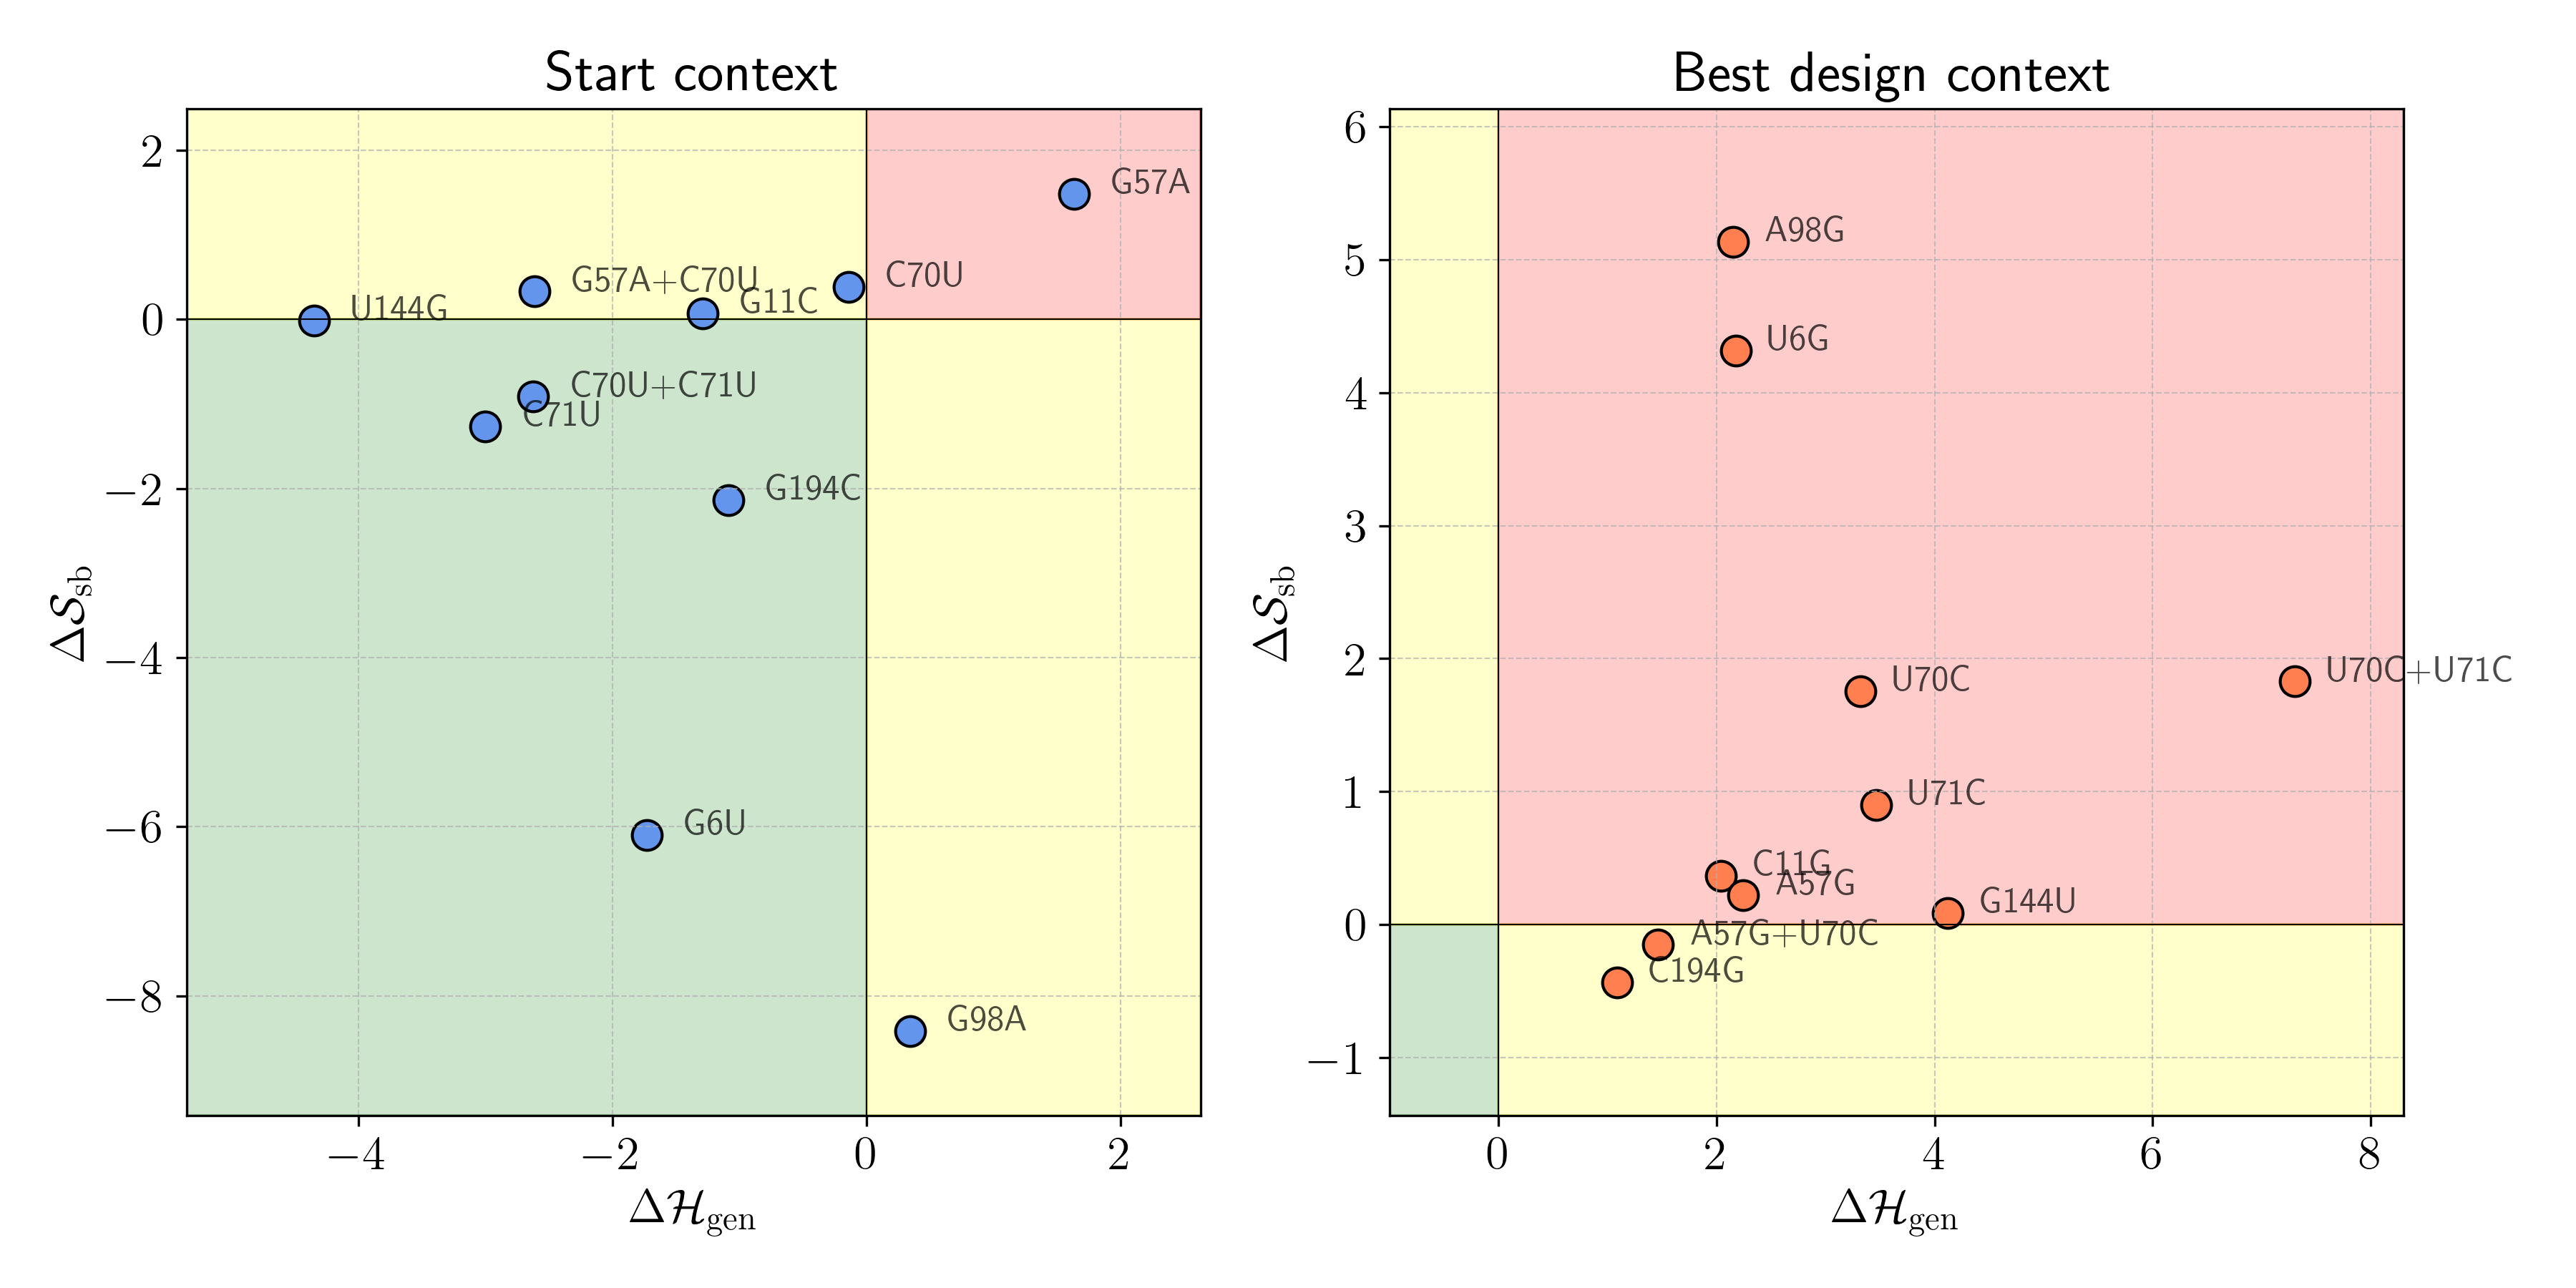 Start context
2
0
−2
−4
−6
−8
ΔS_sb
G57A
C70U
G57A+C70U
G11C
U144G
C70U+C71U
C71U
G194C
G6U
G98A
−4 −2 0 2
ΔH_gen
Best design context
6
5
4
3
2
1
0
−1
ΔS_sb
A98G
U6G
U70C
U70C+U71C
U71C
C11G
A57G
G144U
A57G+U70C
C194G
0 2 4 6 8
ΔH_gen